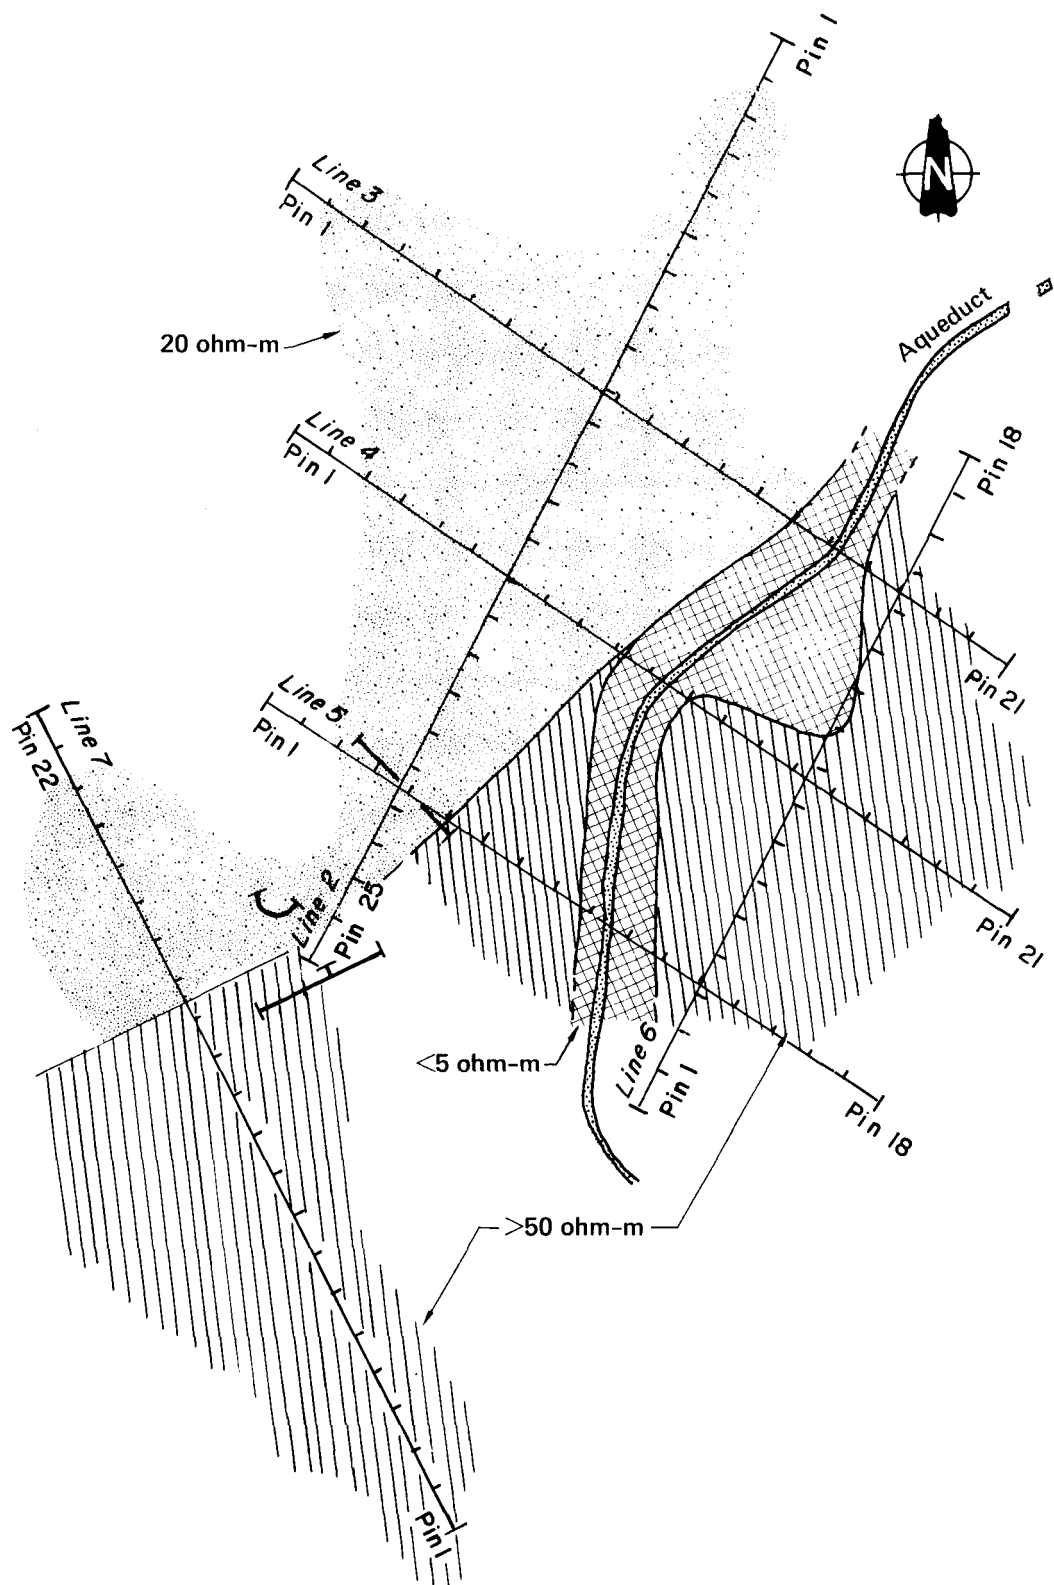 Pin 1
Line 3
Pin 1
N
Aqueduct
20 ohm-m
Line 4
Pin 1
Pin 18
Line 5
Pin 1
Pin 21
Line 7
Pin 22
Line 2
Pin 25
Pin 21
<5 ohm-m
Line 6
Pin 1
Pin 18
>50 ohm-m
Pin 1